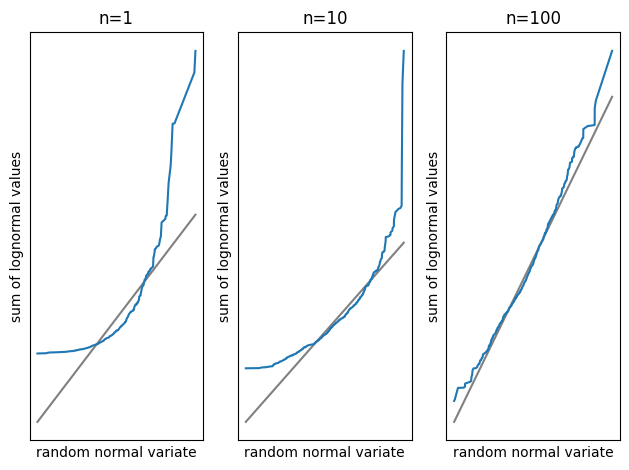 n=1
n=10
n=100
sum of lognormal values
sum of lognormal values
sum of lognormal values
random normal variate
random normal variate
random normal variate